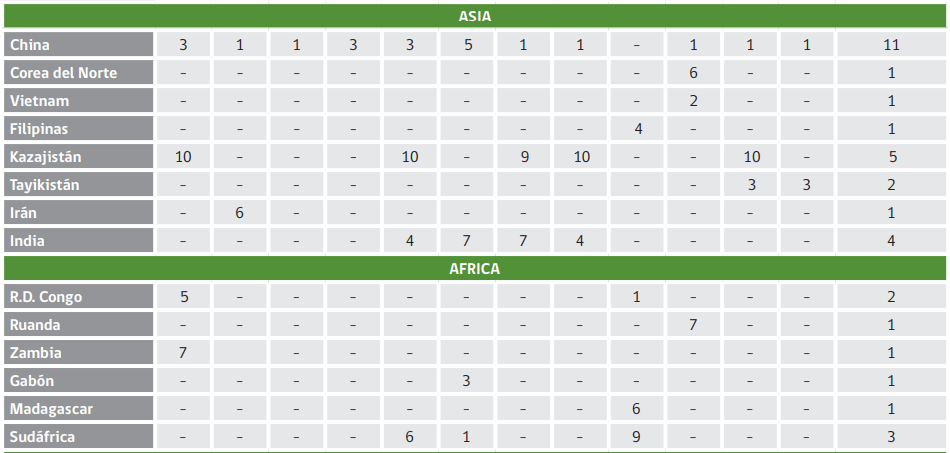 ASIA
China 3 1 1 3 3 5 1 1 – 1 1 1 11
Corea del Norte – – – – – – – – – 6 – – 1
Vietnam – – – – – – – – – 2 – – 1
Filipinas – – – – – – – – 4 – – – 1
Kazajistán 10 – – – 10 – 9 10 – – 10 – 5
Tayikistán – – – – – – – – – – 3 3 2
Irán – 6 – – – – – – – – – – 1
India – – – – 4 7 7 4 – – – – 4
AFRICA
R.D. Congo 5 – – – – – – – 1 – – – 2
Ruanda – – – – – – – – – 7 – – 1
Zambia 7 – – – – – – – – – – – 1
Gabón – – – – – 3 – – – – – – 1
Madagascar – – – – – – – – 6 – – – 1
Sudáfrica – – – – 6 1 – – 9 – – – 3